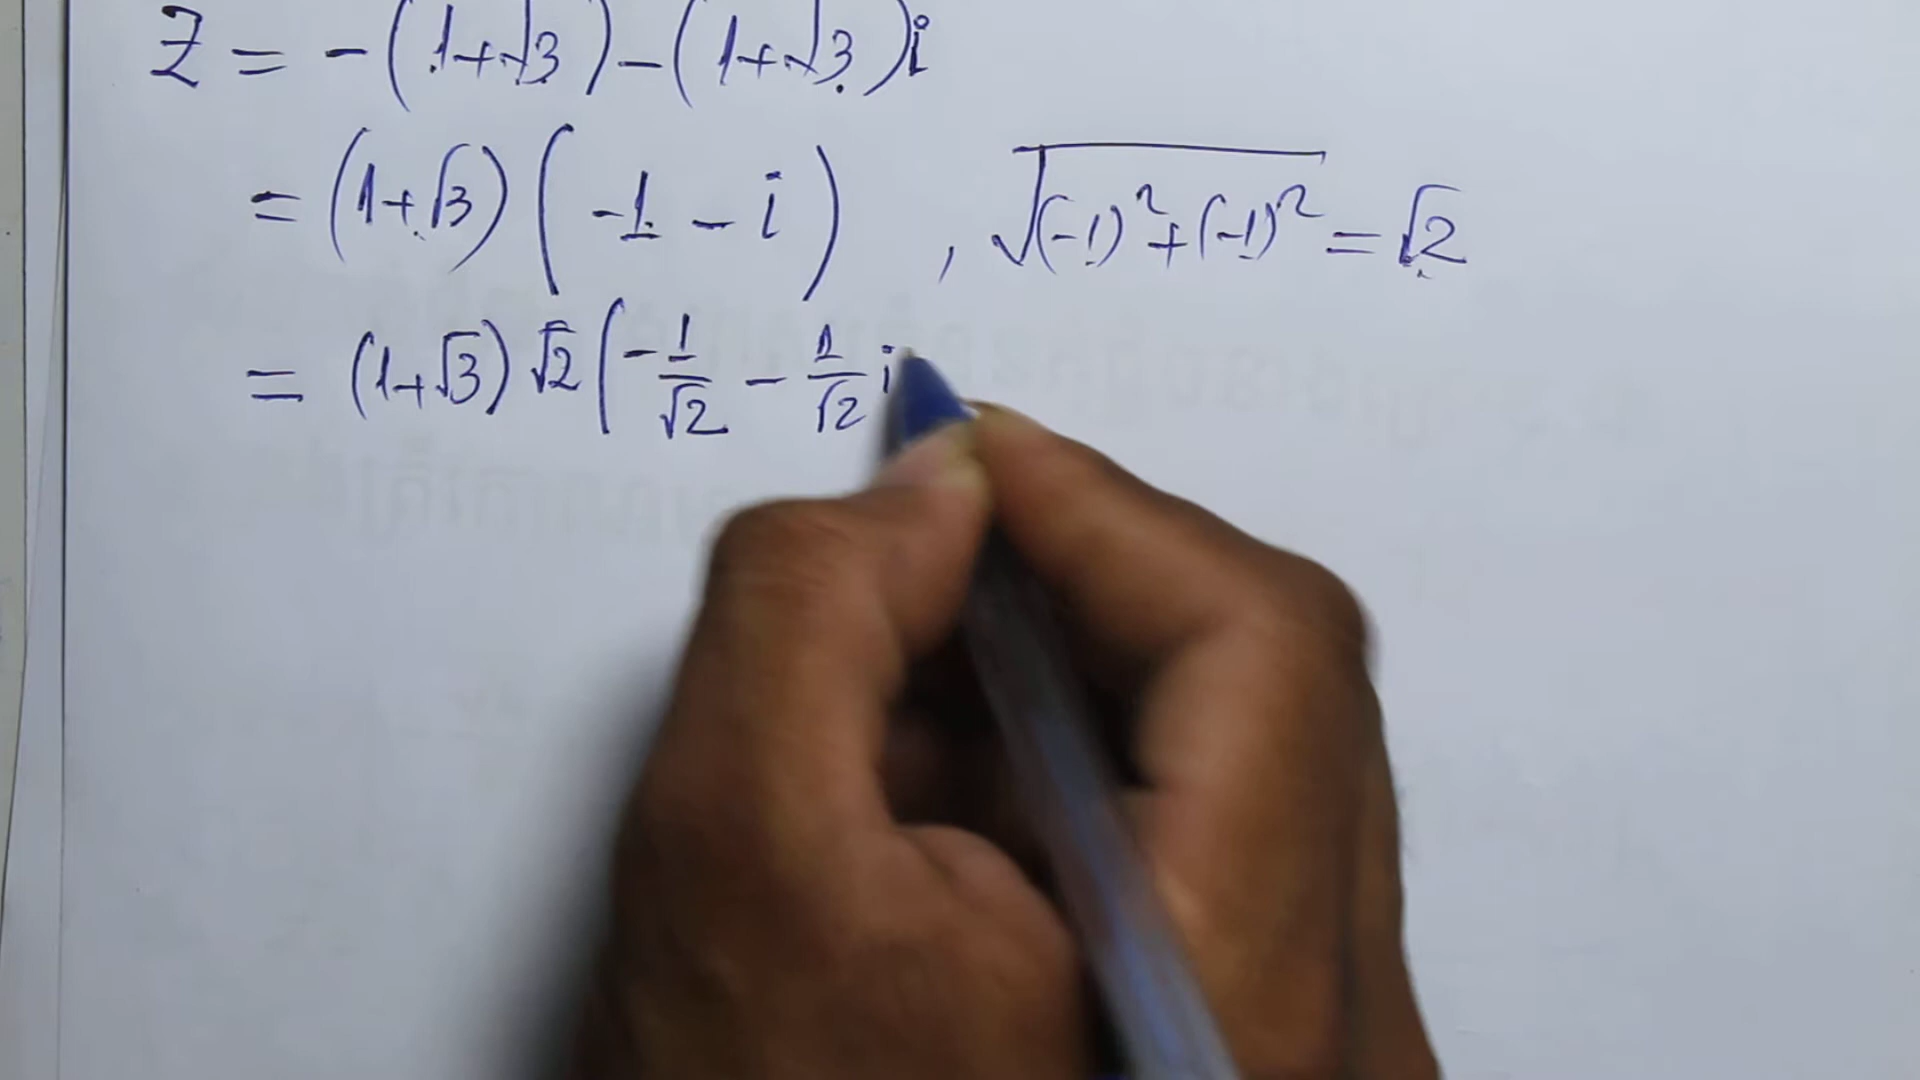 Z = -(1+√3)-(1+√3)i
= (1+√3)(-1-i) , √((-1)²+(-1)²) = √2
= (1+√3)√2(-1/√2 - 1/√2 i